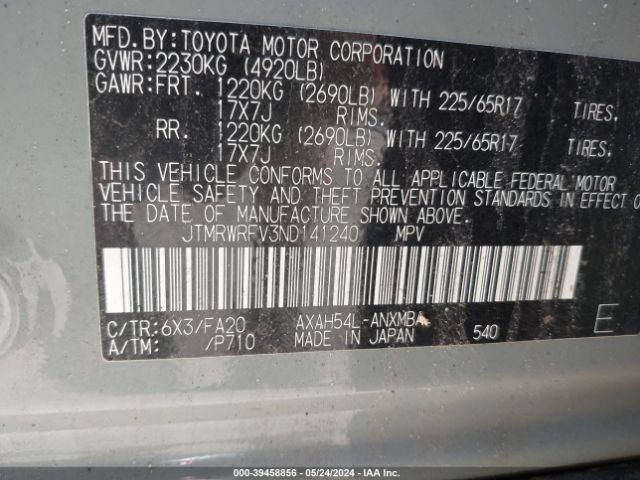 MFD.BY:TOYOTA MOTOR CORPORATION
GVWR:2230KG (4920LB)
GAWR:FRT. 1220KG (2690LB) WITH 225/65R17 TIRES.
17X7J RIMS.
RR. 1220KG (2690LB) WITH 225/65R17 TIRES.
17X7J RIMS.
THIS VEHICLE CONFORMS TO ALL APPLICABLE FEDERAL MOTOR
VEHICLE SAFETY AND THEFT PREVENTION STANDARDS IN EFFECT O
THE DATE OF MANUFACTURE SHOWN ABOVE.
JTMRWRFV3ND141240 MPV
C/TR:6X3/FA20 AXAH54L-ANXMBA 540 E
A/TM: /P710 MADE IN JAPAN
000-39458856 - 05/24/2024 - IAA Inc.